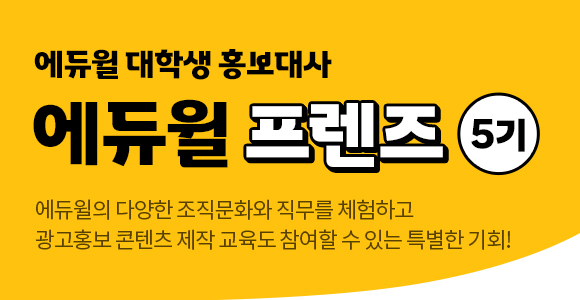 에듀윌 대학생 홍보대사
에듀윌 프렌즈 5기
에듀윌의 다양한 조직문화와 직무를 체험하고
광고홍보 콘텐츠 제작 교육도 참여할 수 있는 특별한 기회!